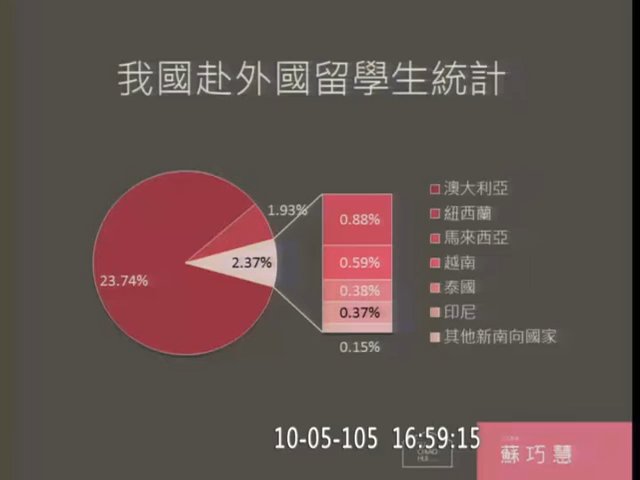 我國赴外國留學生統計
23.74%
1.93%
2.37%
0.88%
0.59%
0.38%
0.37%
0.15%
澳大利亞
紐西蘭
馬來西亞
越南
泰國
印尼
其他新南向國家
10-05-105 16:59:15
蘇巧慧